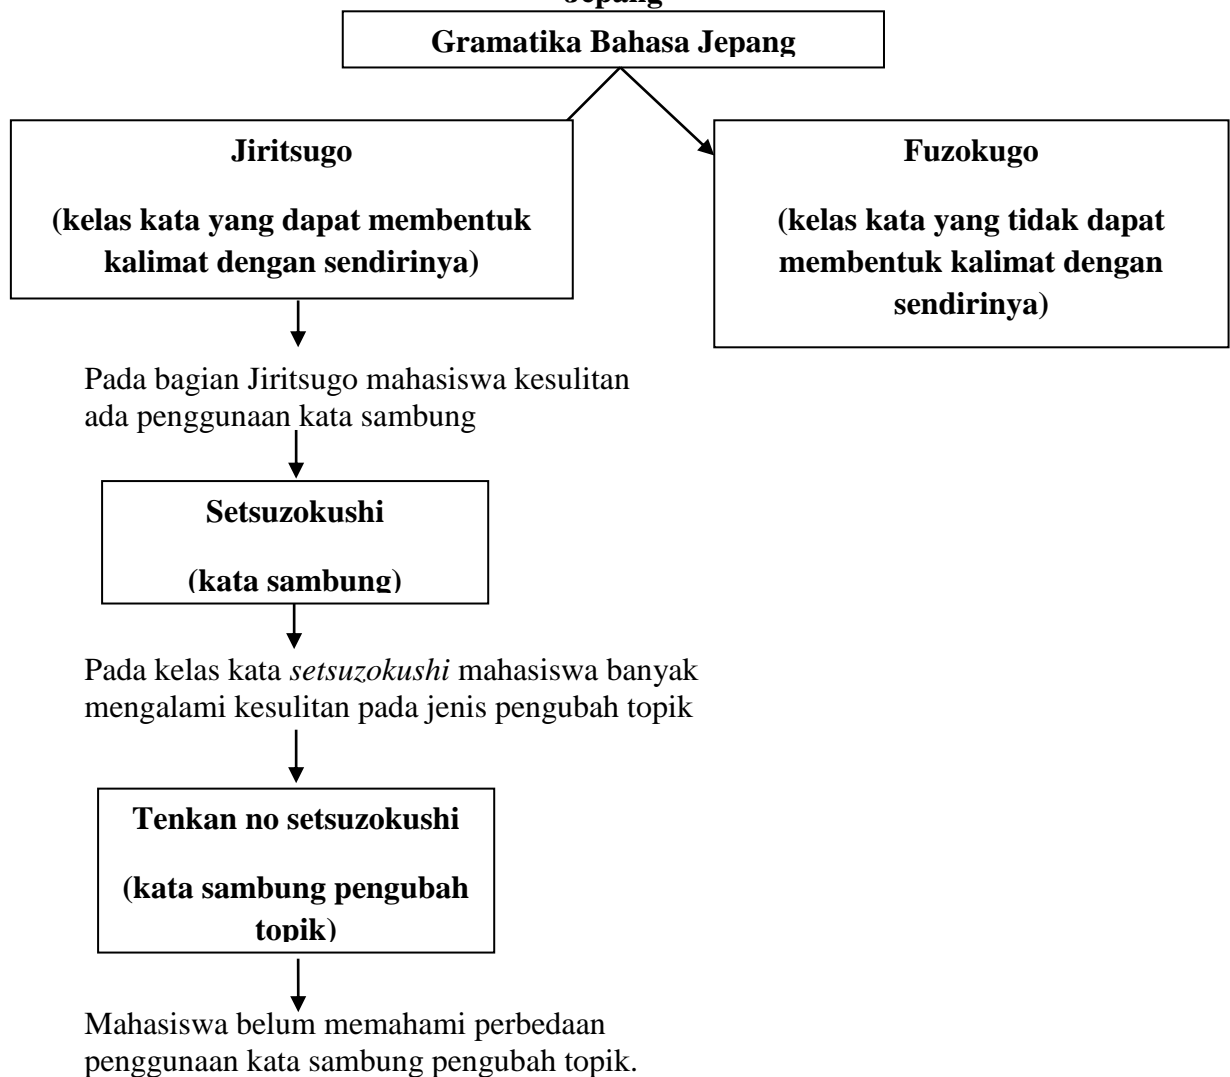 Jepang
Gramatika Bahasa Jepang
Jiritsugo
(kelas kata yang dapat membentuk
kalimat dengan sendirinya)
Fuzokugo
(kelas kata yang tidak dapat
membentuk kalimat dengan
sendirinya)
Pada bagian Jiritsugo mahasiswa kesulitan
ada penggunaan kata sambung
Setsuzokushi
(kata sambung)
Pada kelas kata setsuzokushi mahasiswa banyak
mengalami kesulitan pada jenis pengubah topik
Tenkan no setsuzokushi
(kata sambung pengubah
topik)
Mahasiswa belum memahami perbedaan
penggunaan kata sambung pengubah topik.